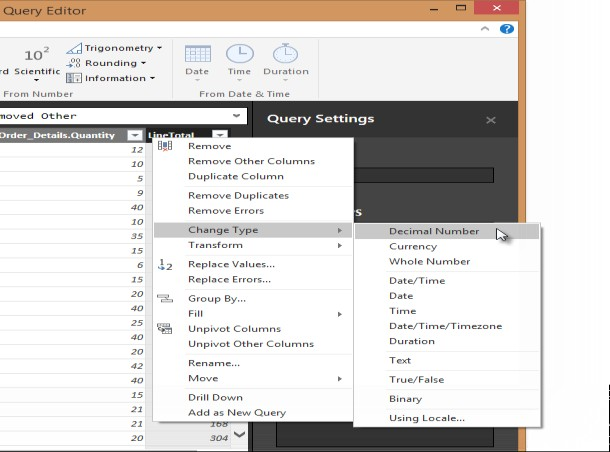 Query Editor
10² Trigonometry
Scientific Rounding
Information
Date Time Duration
From Number From Date & Time
moved Other
Query Settings
Order_Details.Quantity LineTotal
12
10
5
9
40
10
35
15
6
15
20
40
25
40
20
42
40
15
21 168
20 304
Remove
Remove Other Columns
Duplicate Column
Remove Duplicates
Remove Errors
Change Type
Transform
Replace Values...
Replace Errors...
Group By...
Fill
Unpivot Columns
Unpivot Other Columns
Rename...
Move
Drill Down
Add as New Query
Decimal Number
Currency
Whole Number
Date/Time
Date
Time
Date/Time/Timezone
Duration
Text
True/False
Binary
Using Locale...